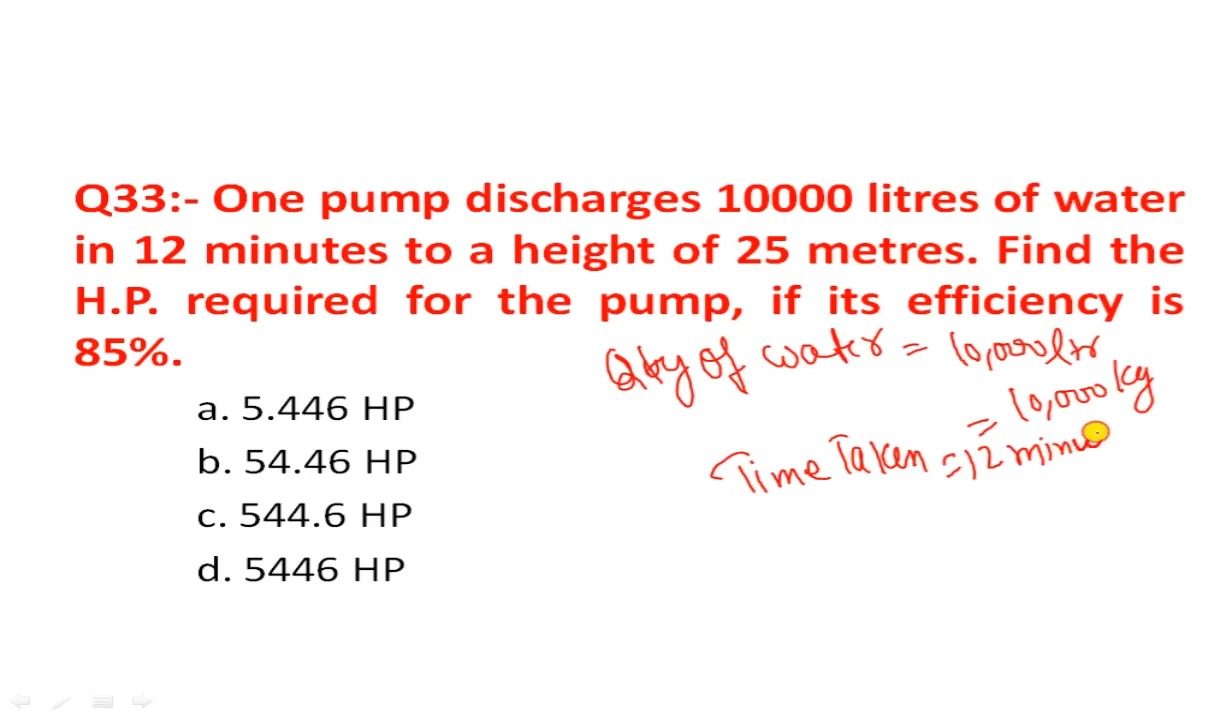 Q33:- One pump discharges 10000 litres of water
in 12 minutes to a height of 25 metres. Find the
H.P. required for the pump, if its efficiency is
85%.
Qty of water = 10,000 ltr
= 10,000 kg
Time Taken = 12 minu
a. 5.446 HP
b. 54.46 HP
c. 544.6 HP
d. 5446 HP